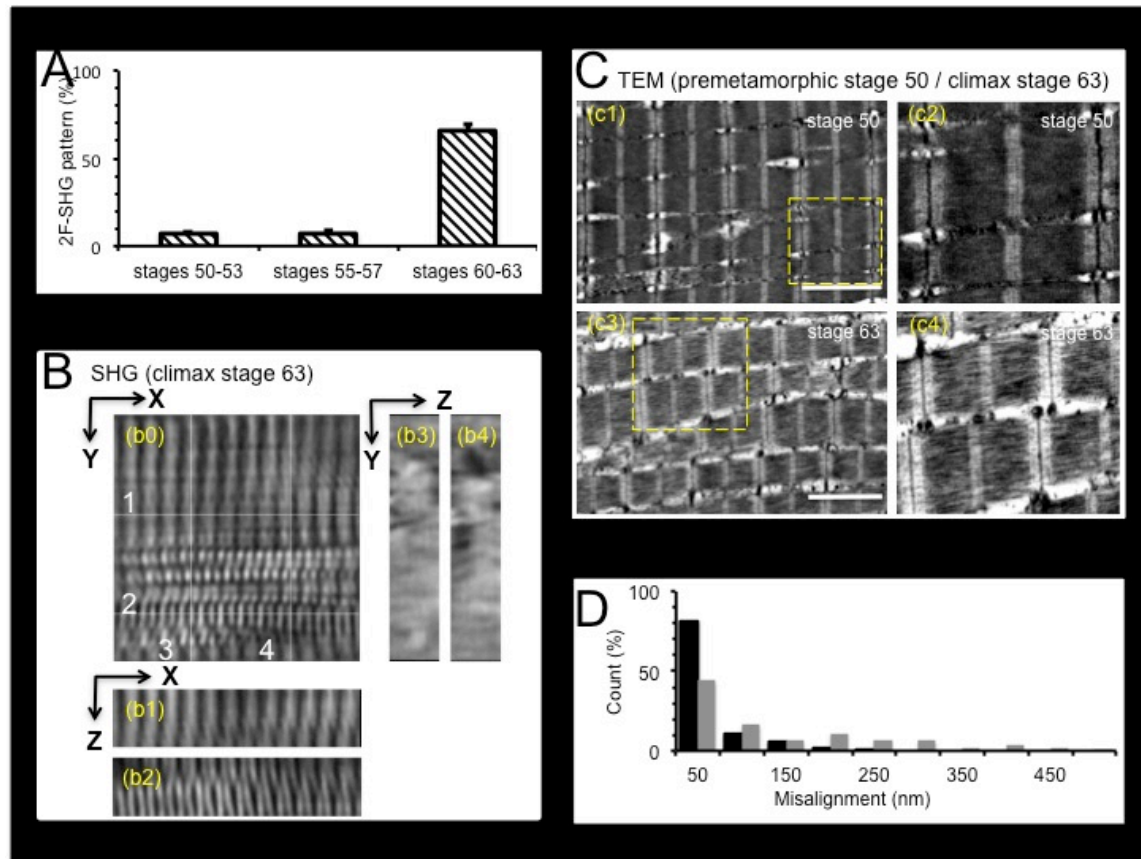 A
2F-SHG pattern (%)
100
50
0
stages 50-53 stages 55-57 stages 60-63
B
SHG (climax stage 63)
X
Y
(b0)
1
2
3 4
Z
Y
(b3) (b4)
X
Z
(b1)
(b2)
C
TEM (premetamorphic stage 50 / climax stage 63)
(c1) stage 50
(c2) stage 50
(c3) stage 63
(c4) stage 63
D
Count (%)
100
50
0
50 150 250 350 450
Misalignment (nm)